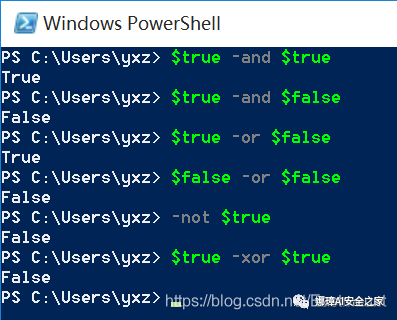 Windows PowerShell
PS C:\Users\yxz> $true -and $true
True
PS C:\Users\yxz> $true -and $false
False
PS C:\Users\yxz> $true -or $false
True
PS C:\Users\yxz> $false -or $false
False
PS C:\Users\yxz> -not $true
False
PS C:\Users\yxz> $true -xor $true
False
PS C:\Users\yxz>
https://blog.csdn.n
娜璋AI安全之家